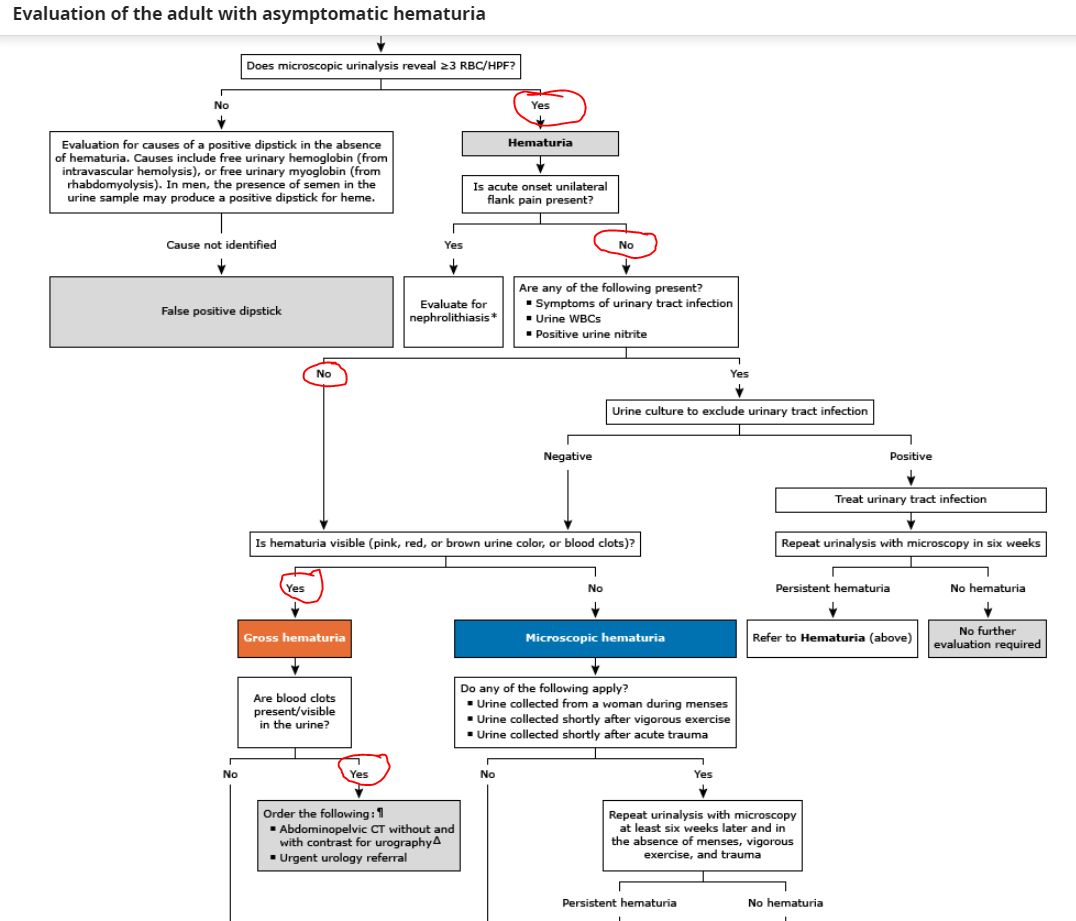 Evaluation of the adult with asymptomatic hematuria
Does microscopic urinalysis reveal ≥3 RBC/HPF?
No
Yes
Evaluation for causes of a positive dipstick in the absence
of hematuria. Causes include free urinary hemoglobin (from
intravascular hemolysis), or free urinary myoglobin (from
rhabdomyolysis). In men, the presence of semen in the
urine sample may produce a positive dipstick for heme.
Hematuria
Is acute onset unilateral
flank pain present?
Cause not identified
Yes
No
False positive dipstick
Evaluate for
nephrolithiasis*
Are any of the following present?
▪ Symptoms of urinary tract infection
▪ Urine WBCs
▪ Positive urine nitrite
No
Yes
Urine culture to exclude urinary tract infection
Negative
Positive
Treat urinary tract infection
Is hematuria visible (pink, red, or brown urine color, or blood clots)?
Repeat urinalysis with microscopy in six weeks
Yes
No
Persistent hematuria
No hematuria
Gross hematuria
Microscopic hematuria
Refer to Hematuria (above)
No further
evaluation required
Are blood clots
present/visible
in the urine?
Do any of the following apply?
▪ Urine collected from a woman during menses
▪ Urine collected shortly after vigorous exercise
▪ Urine collected shortly after acute trauma
No
Yes
No
Yes
Order the following:¶
▪ Abdominopelvic CT without and
with contrast for urographyΔ
▪ Urgent urology referral
Repeat urinalysis with microscopy
at least six weeks later and in
the absence of menses, vigorous
exercise, and trauma
Persistent hematuria
No hematuria